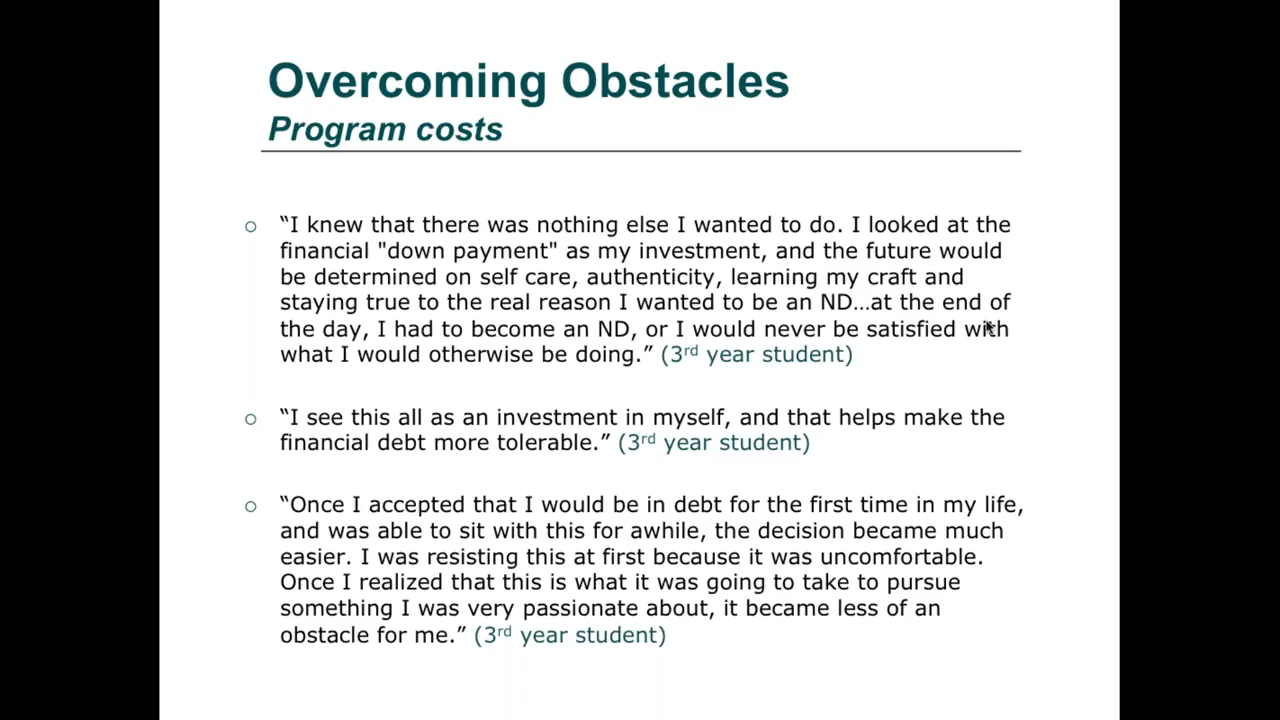 Overcoming Obstacles
Program costs
○ “I knew that there was nothing else I wanted to do. I looked at the
financial "down payment" as my investment, and the future would
be determined on self care, authenticity, learning my craft and
staying true to the real reason I wanted to be an ND…at the end of
the day, I had to become an ND, or I would never be satisfied with
what I would otherwise be doing.” (3rd year student)
○ “I see this all as an investment in myself, and that helps make the
financial debt more tolerable.” (3rd year student)
○ “Once I accepted that I would be in debt for the first time in my life,
and was able to sit with this for awhile, the decision became much
easier. I was resisting this at first because it was uncomfortable.
Once I realized that this is what it was going to take to pursue
something I was very passionate about, it became less of an
obstacle for me.” (3rd year student)